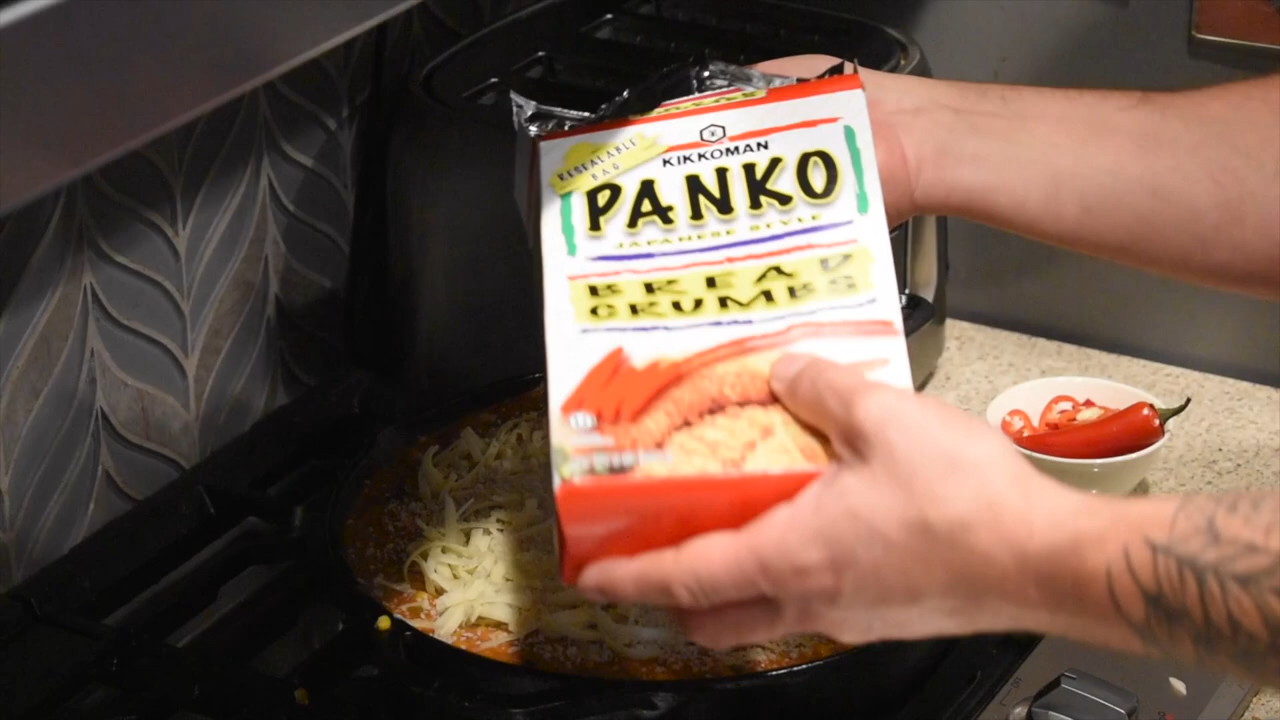 RESEALABLE
BAG
KIKKOMAN
PANKO
JAPANESE STYLE
BREAD
CRUMBS